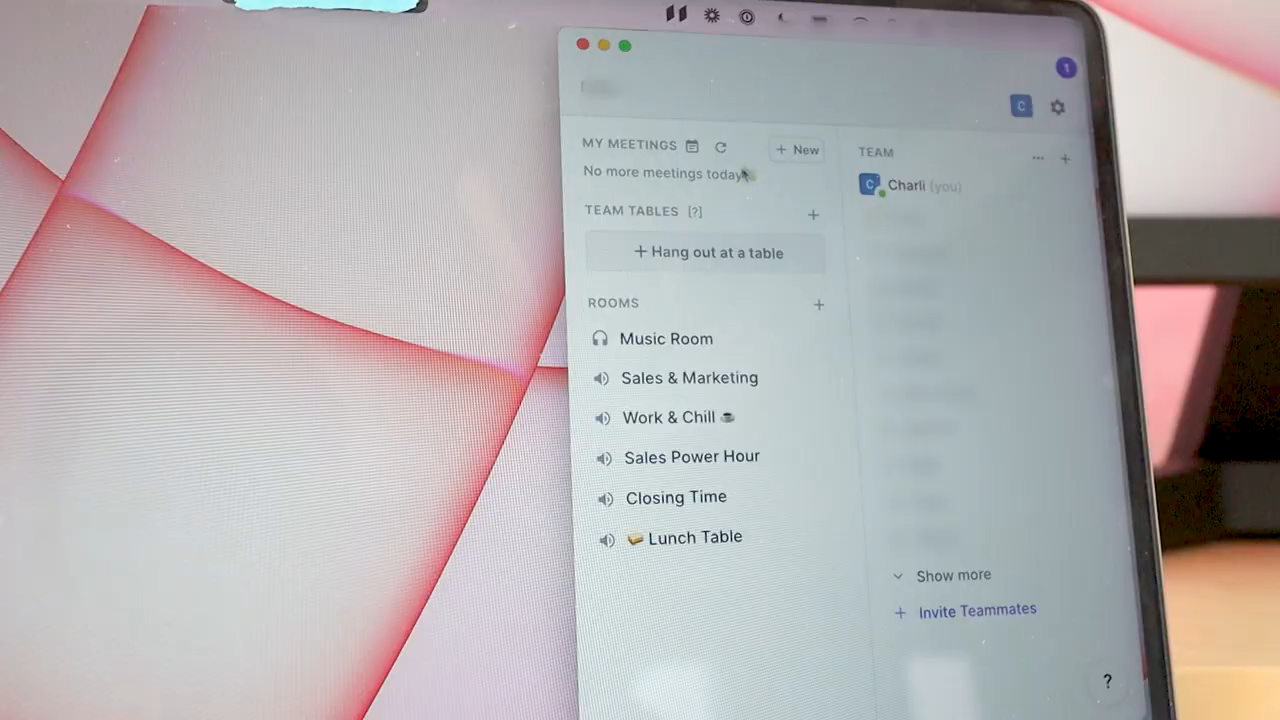 1
C
MY MEETINGS
+ New
No more meetings today
TEAM TABLES [?]
+
+ Hang out at a table
ROOMS
+
Music Room
Sales & Marketing
Work & Chill ☕
Sales Power Hour
Closing Time
🥪 Lunch Table
TEAM
... +
C Charli (you)
Show more
+ Invite Teammates
?